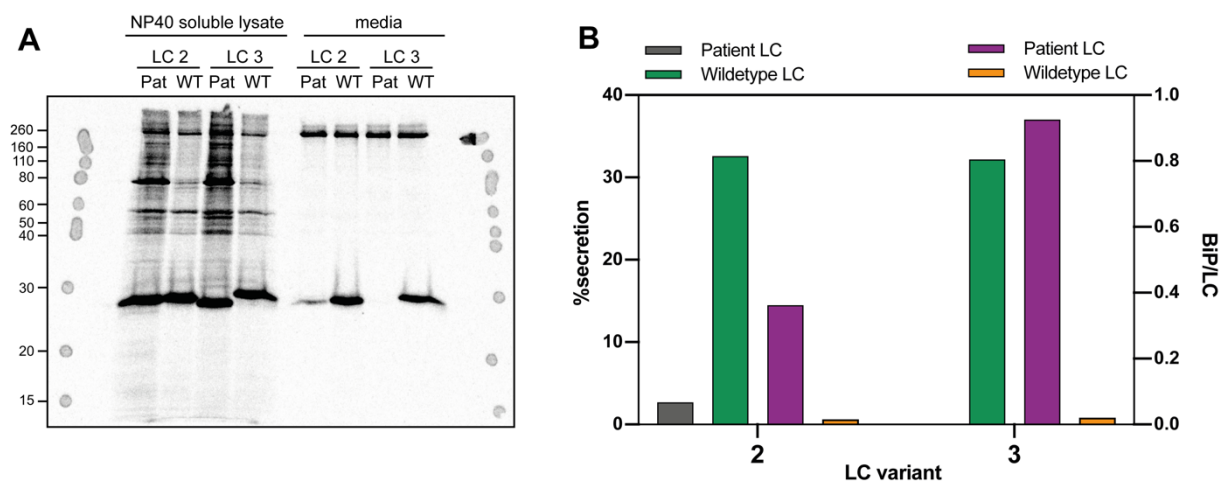 A
NP40 soluble lysate media
LC 2 LC 3 LC 2 LC 3
Pat WT Pat WT Pat WT Pat WT
260
160
110
80
60
50
40
30
20
15
B
Patient LC Patient LC
Wildetype LC Wildetype LC
40 1.0
0.8
30
0.6
20
0.4
10
0.2
0 0.0
%secretion
BiP/LC
2 3
LC variant